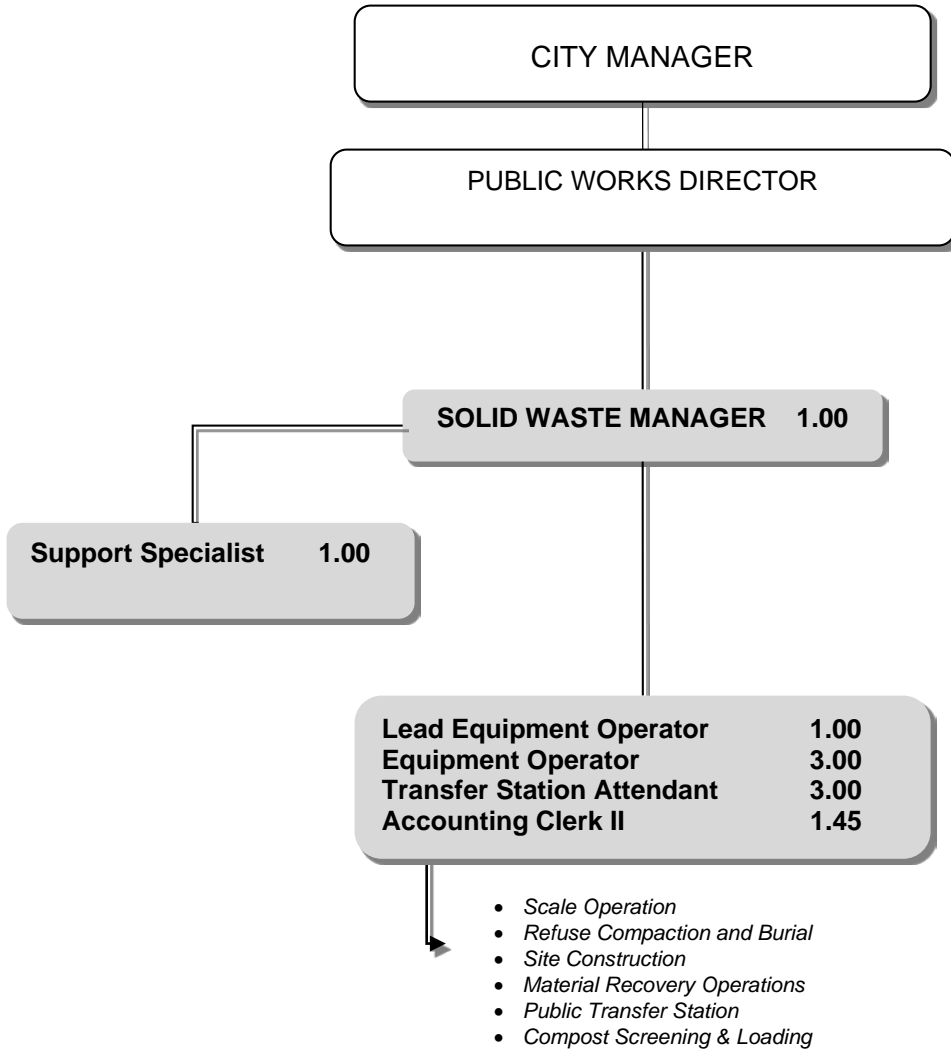 CITY MANAGER
PUBLIC WORKS DIRECTOR
SOLID WASTE MANAGER 1.00
Support Specialist 1.00
Lead Equipment Operator 1.00
Equipment Operator 3.00
Transfer Station Attendant 3.00
Accounting Clerk II 1.45
• Scale Operation
• Refuse Compaction and Burial
• Site Construction
• Material Recovery Operations
• Public Transfer Station
• Compost Screening & Loading